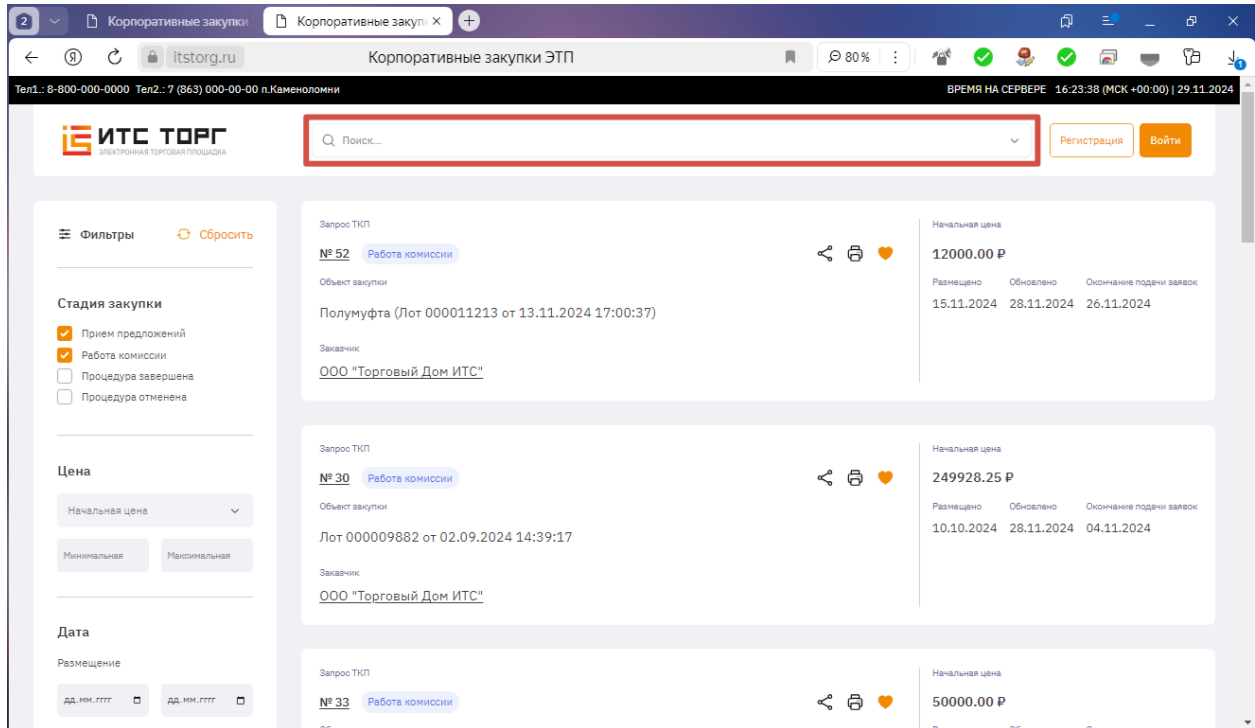 2
Корпоративные закупки
Корпоративные закуп
itstorg.ru
Корпоративные закупки ЭТП
80%
1
Тел1.: 8-800-000-0000 Тел2.: 7 (863) 000-00-00 п.Каменоломни
ВРЕМЯ НА СЕРВЕРЕ 16:23:38 (МСК +00:00) | 29.11.2024
ИТС ТОРГ
ЭЛЕКТРОННАЯ ТОРГОВАЯ ПЛОЩАДКА
Поиск...
Регистрация
Войти
Фильтры
Сбросить
Стадия закупки
Прием предложений
Работа комиссии
Процедура завершена
Процедура отменена
Цена
Начальная цена
Минимальная
Максимальная
Дата
Размещение
дд.мм.гггг
дд.мм.гггг
Запрос ТКП
№ 52 Работа комиссии
Объект закупки
Полумуфта (Лот 000011213 от 13.11.2024 17:00:37)
Заказчик
ООО "Торговый Дом ИТС"
Начальная цена
12000.00 ₽
Размещено Обновлено Окончание подачи заявок
15.11.2024 28.11.2024 26.11.2024
Запрос ТКП
№ 30 Работа комиссии
Объект закупки
Лот 000009882 от 02.09.2024 14:39:17
Заказчик
ООО "Торговый Дом ИТС"
Начальная цена
249928.25 ₽
Размещено Обновлено Окончание подачи заявок
10.10.2024 28.11.2024 04.11.2024
Запрос ТКП
№ 33 Работа комиссии
Начальная цена
50000.00 ₽